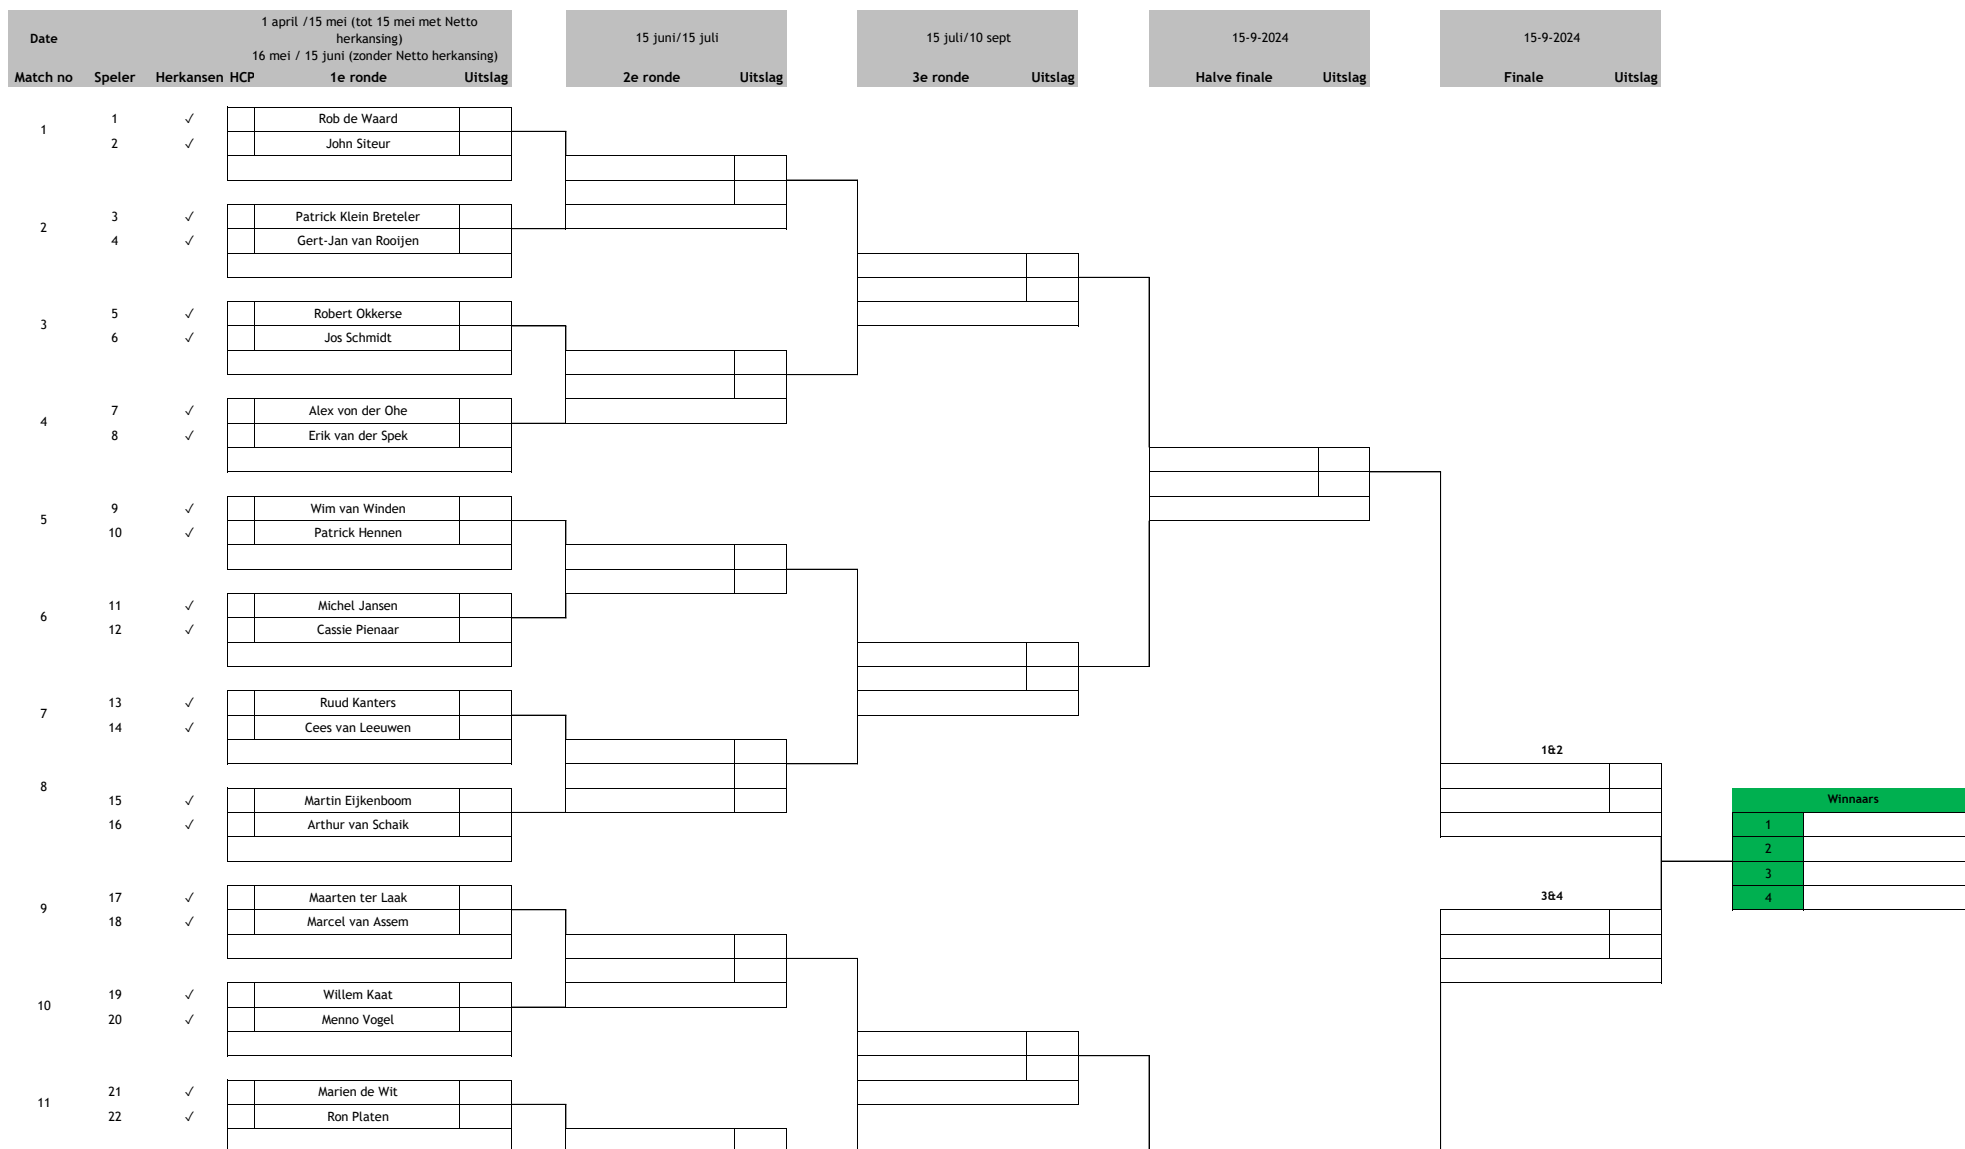 1 april /15 mei (tot 15 mei met Netto
herkansing)
16 mei / 15 juni (zonder Netto herkansing)
Date
15 juni/15 juli
15 juli/10 sept
15-9-2024
15-9-2024
Match no Speler Herkansen HCP 1e ronde Uitslag 2e ronde Uitslag 3e ronde Uitslag Halve finale Uitslag Finale Uitslag
1
1 ✓ Rob de Waard
2 ✓ John Siteur
2
3 ✓ Patrick Klein Breteler
4 ✓ Gert-Jan van Rooijen
3
5 ✓ Robert Okkerse
6 ✓ Jos Schmidt
4
7 ✓ Alex von der Ohe
8 ✓ Erik van der Spek
5
9 ✓ Wim van Winden
10 ✓ Patrick Hennen
6
11 ✓ Michel Jansen
12 ✓ Cassie Pienaar
7
13 ✓ Ruud Kanters
14 ✓ Cees van Leeuwen
1&2
8
15 ✓ Martin Eijkenboom
16 ✓ Arthur van Schaik
Winnaars
1
2
3
4
9
17 ✓ Maarten ter Laak
18 ✓ Marcel van Assem
3&4
10
19 ✓ Willem Kaat
20 ✓ Menno Vogel
11
21 ✓ Marien de Wit
22 ✓ Ron Platen